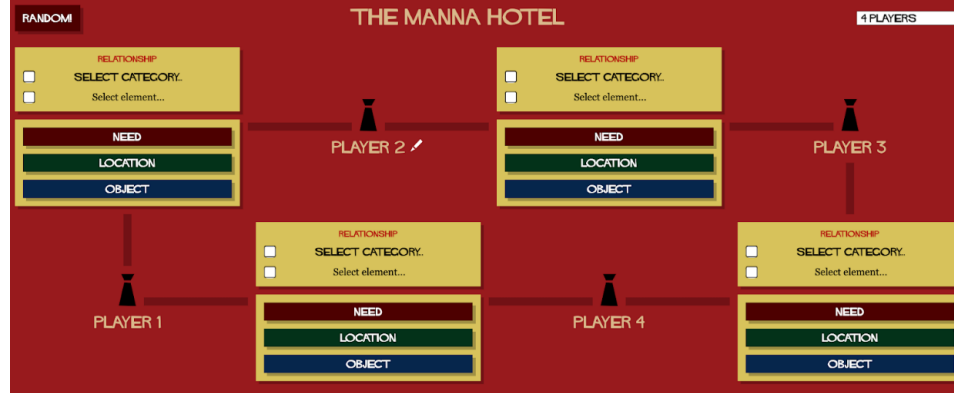 RANDOM!
THE MANNA HOTEL
4 PLAYERS
RELATIONSHIP
SELECT CATEGORY..
Select element...
NEED
LOCATION
OBJECT
PLAYER 2
RELATIONSHIP
SELECT CATEGORY..
Select element...
NEED
LOCATION
OBJECT
PLAYER 3
PLAYER 1
RELATIONSHIP
SELECT CATEGORY..
Select element...
NEED
LOCATION
OBJECT
PLAYER 4
RELATIONSHIP
SELECT CATEGORY..
Select element...
NEED
LOCATION
OBJECT